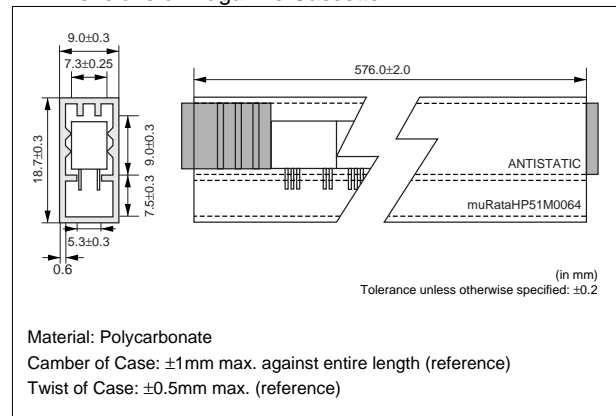 9.0±0.3
7.3±0.25
576.0±2.0
18.7±0.3
9.0±0.3
7.5±0.3
ANTISTATIC
muRataHP51M0064
5.3±0.3
0.6
(in mm)
Tolerance unless otherwise specified: ±0.2
Material: Polycarbonate
Camber of Case: ±1mm max. against entire length (reference)
Twist of Case: ±0.5mm max. (reference)